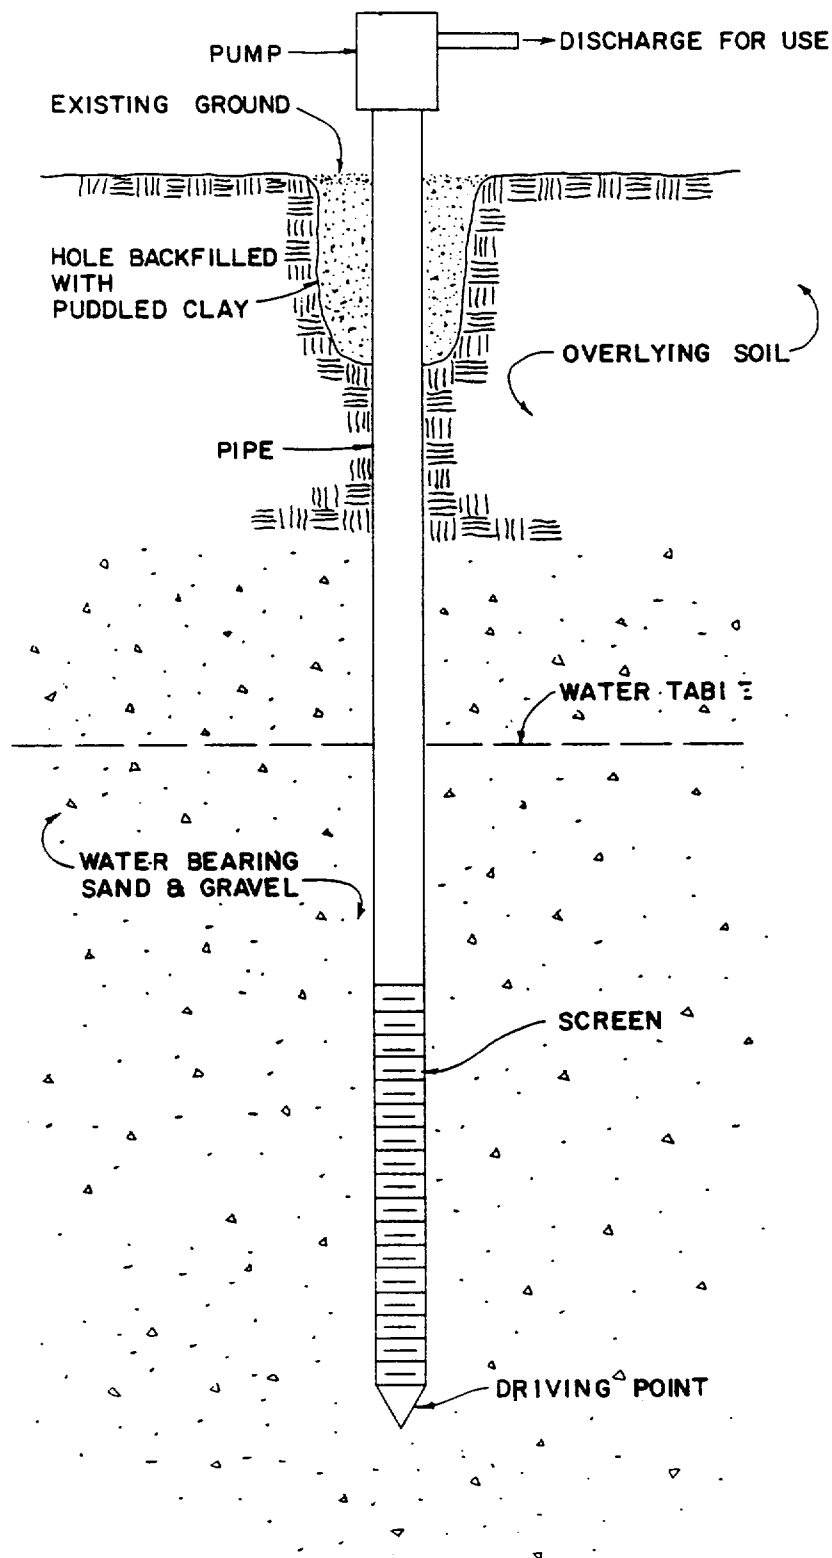 PUMP
DISCHARGE FOR USE
EXISTING GROUND
HOLE BACKFILLED
WITH
PUDDLED CLAY
OVERLYING SOIL
PIPE
WATER TABLE
WATER BEARING
SAND & GRAVEL
SCREEN
DRIVING POINT